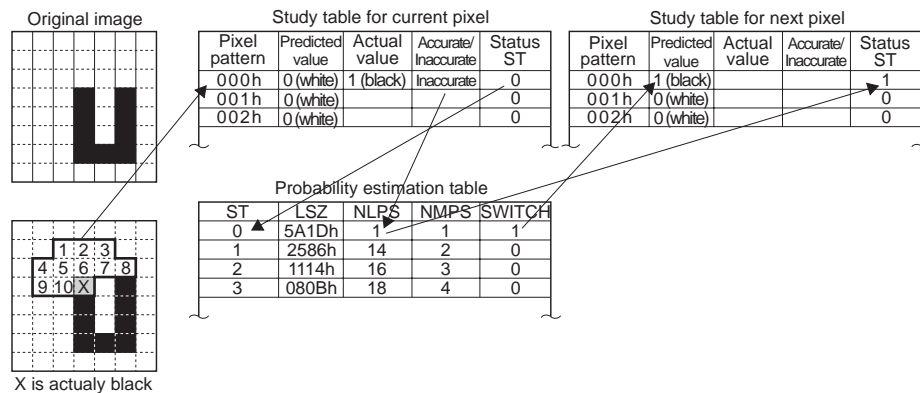 Original image
Study table for current pixel
Pixel pattern Predicted value Actual value Accurate/Inaccurate Status ST
000h 0 (white) 1 (black) Inaccurate 0
001h 0 (white) 0
002h 0 (white) 0
Study table for next pixel
Pixel pattern Predicted value Actual value Accurate/Inaccurate Status ST
000h 1 (black) 1
001h 0 (white) 0
002h 0 (white) 0
Probability estimation table
ST LSZ NLPS NMPS SWITCH
0 5A1Dh 1 1 1
1 2586h 14 2 0
2 1114h 16 3 0
3 080Bh 18 4 0
1 2 3
4 5 6 7 8
9 10 X
X is actualy black